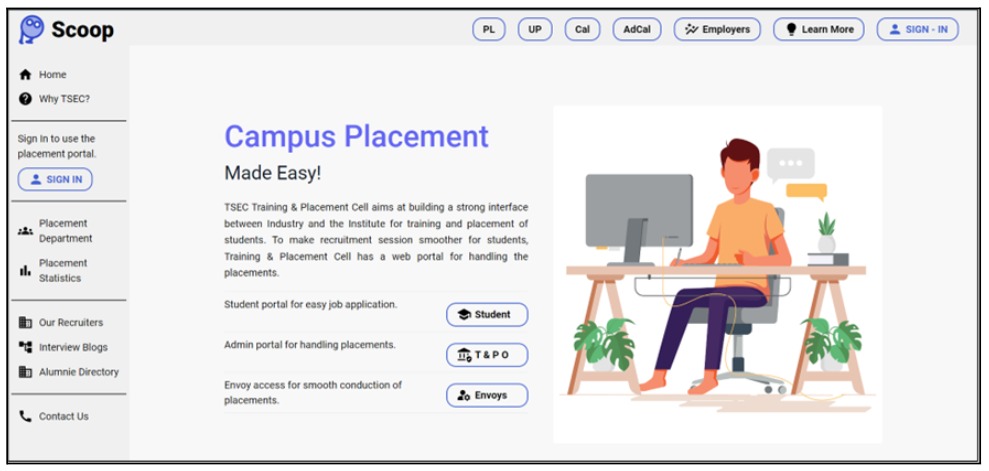 Scoop
PL
UP
Cal
AdCal
Employers
Learn More
SIGN - IN
Home
Why TSEC?
Sign In to use the
placement portal.
SIGN IN
Placement
Department
Placement
Statistics
Our Recruiters
Interview Blogs
Alumnie Directory
Contact Us
Campus Placement
Made Easy!
TSEC Training & Placement Cell aims at building a strong interface
between Industry and the Institute for training and placement of
students. To make recruitment session smoother for students,
Training & Placement Cell has a web portal for handling the
placements.
Student portal for easy job application.
Student
Admin portal for handling placements.
T & P O
Envoy access for smooth conduction of
placements.
Envoys